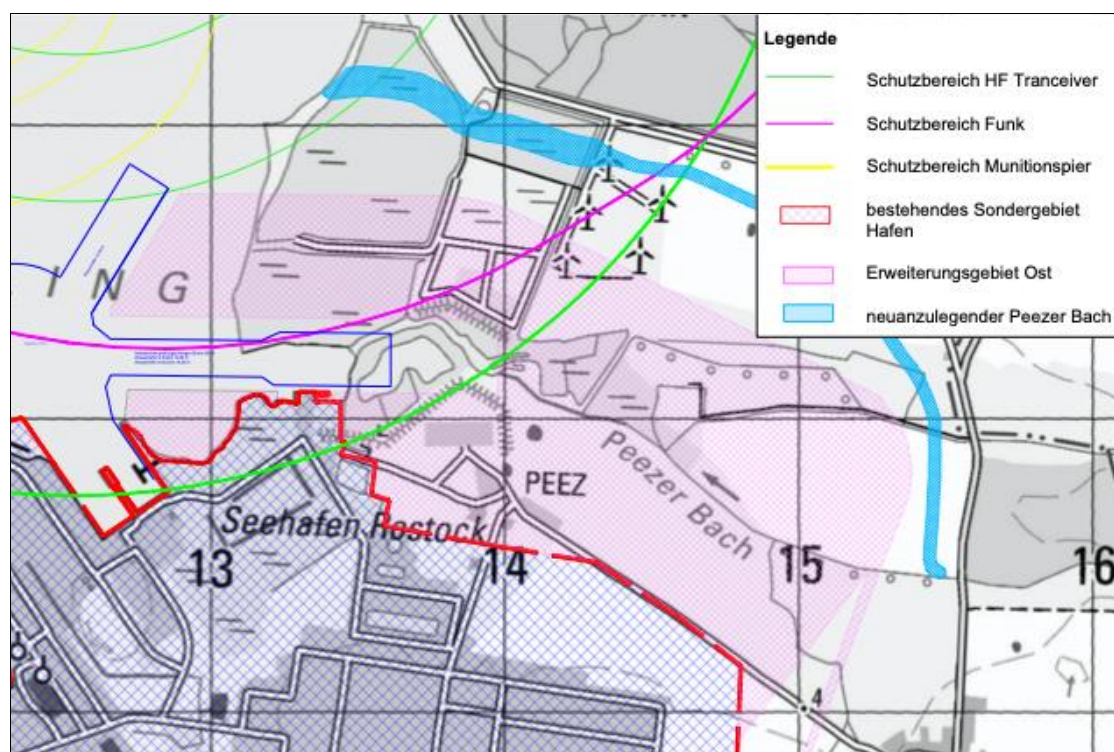 Legende
Schutzbereich HF Tranceiver
Schutzbereich Funk
Schutzbereich Munitionspier
bestehendes Sondergebiet
Hafen
Erweiterungsgebiet Ost
neuanzulegender Peezer Bach
I N G
PEEZ
Peezer Bach
Seehafen Rostock
13
14
15
16
4